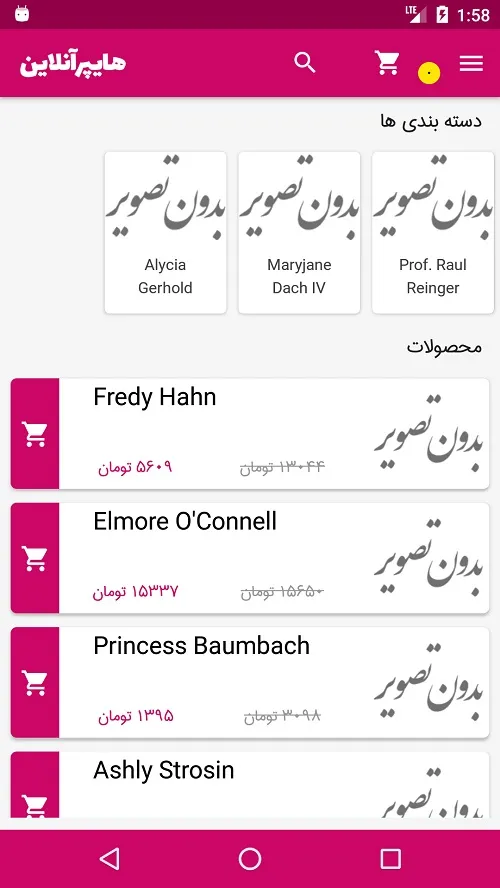 LTE
1:58
هایپرآنلاین
۰
دسته بندی ها
بدون تصویر
Prof. Raul
Reinger
بدون تصویر
Maryjane
Dach IV
بدون تصویر
Alycia
Gerhold
محصولات
بدون تصویر
Fredy Hahn
۱۳۰۴۴ تومان
۵۶۰۹ تومان
بدون تصویر
Elmore O'Connell
۱۵۶۵۰ تومان
۱۵۳۳۷ تومان
بدون تصویر
Princess Baumbach
۳۰۹۸ تومان
۱۳۹۵ تومان
بدون تصویر
Ashly Strosin